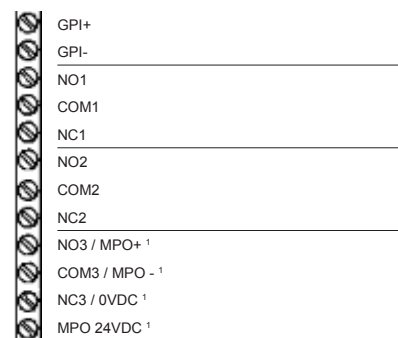 GPI+
GPI-
NO1
COM1
NC1
NO2
COM2
NC2
NO3 / MPO+ ¹
COM3 / MPO - ¹
NC3 / 0VDC ¹
MPO 24VDC ¹